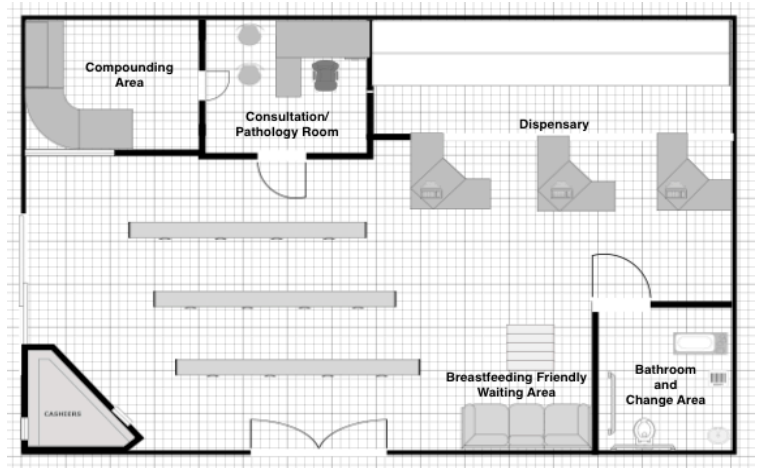 Compounding
Area
Consultation/
Pathology Room
Dispensary
Breastfeeding Friendly
Waiting Area
Bathroom
and
Change Area
CASHIERS